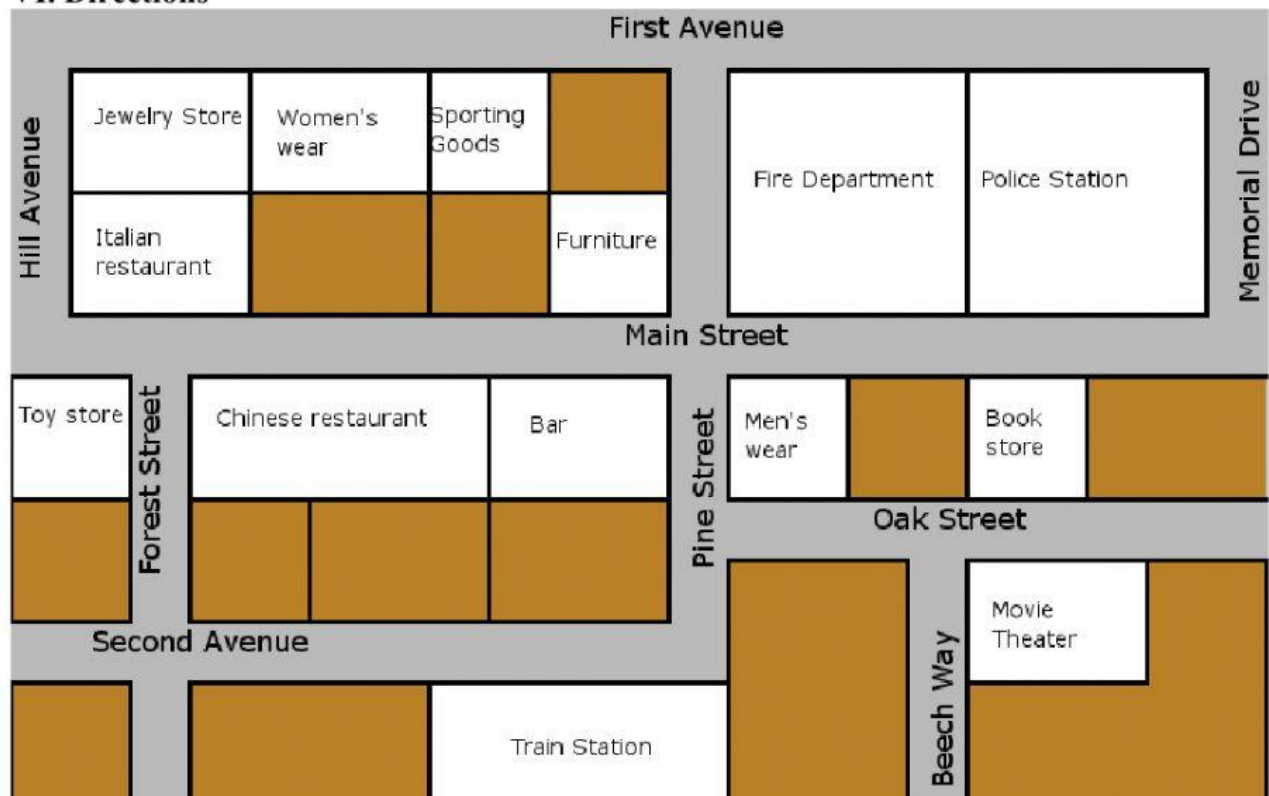 VI. Directions
First Avenue
Hill Avenue
Jewelry Store
Women's
wear
Sporting
Goods
Fire Department
Police Station
Memorial Drive
Italian
restaurant
Furniture
Main Street
Toy store
Forest Street
Chinese restaurant
Bar
Pine Street
Men's
wear
Book
store
Oak Street
Second Avenue
Train Station
Beech Way
Movie
Theater